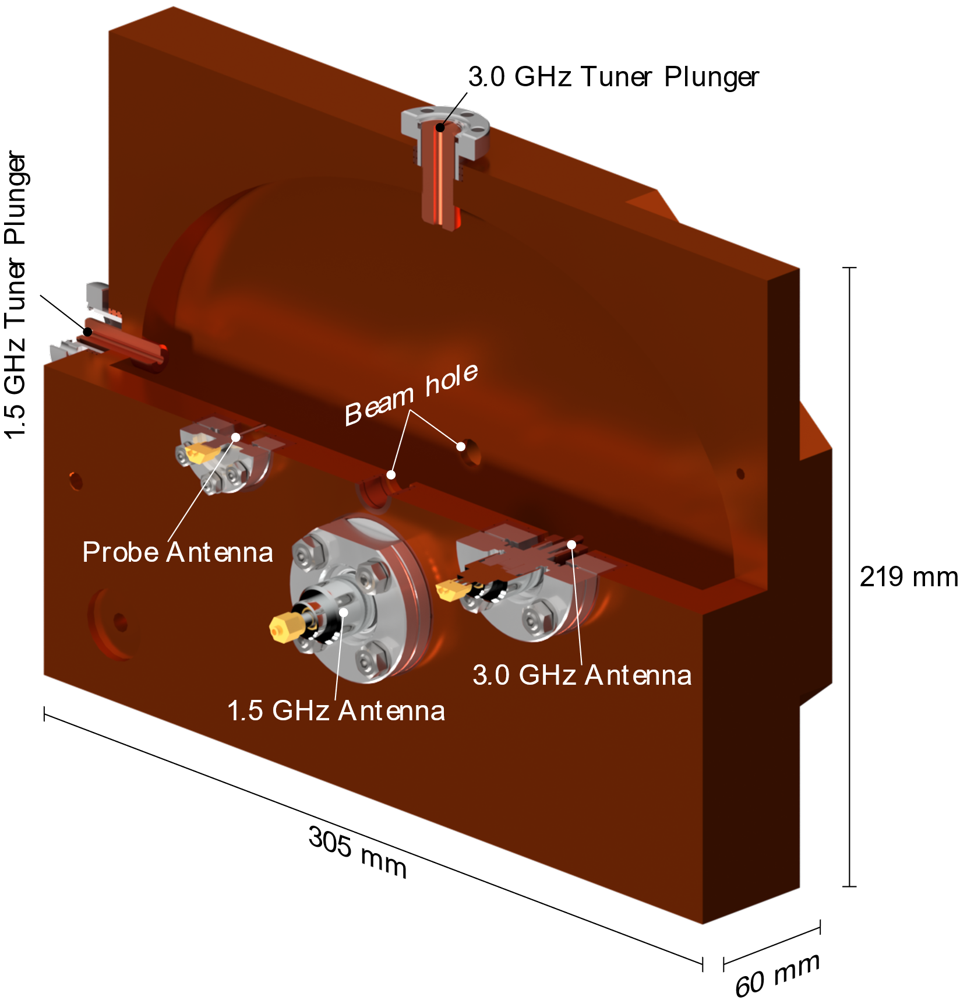 3.0 GHz Tuner Plunger
1.5 GHz Tuner Plunger
Beam hole
Probe Antenna
219 mm
3.0 GHz Antenna
1.5 GHz Antenna
305 mm
60 mm